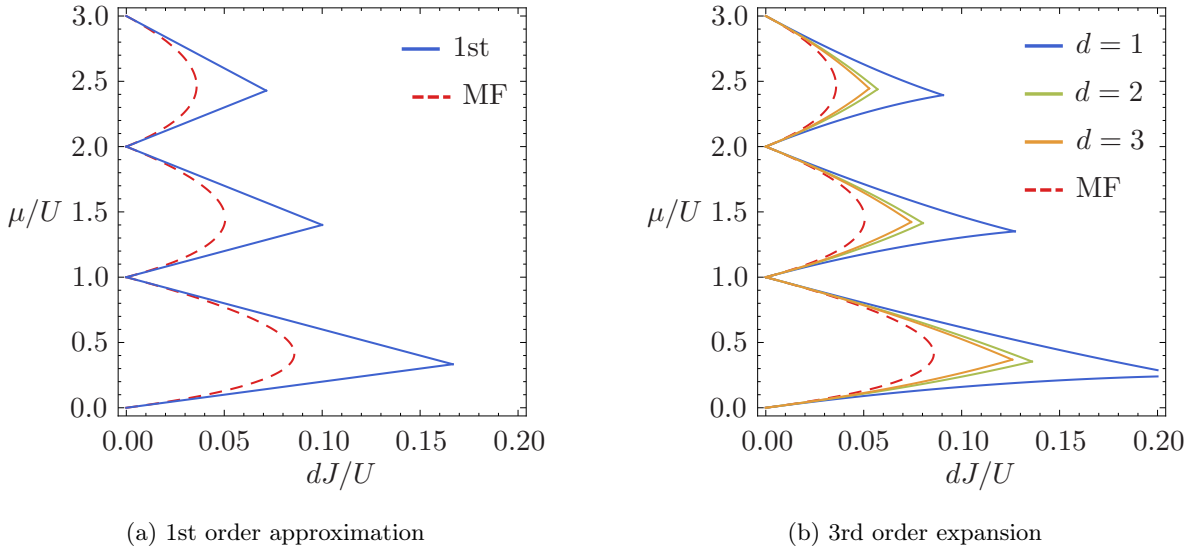 3.0
2.5
2.0
1.5
1.0
0.5
0.0
μ/U
0.00 0.05 0.10 0.15 0.20
dJ/U
1st
MF
(a) 1st order approximation
3.0
2.5
2.0
1.5
1.0
0.5
0.0
μ/U
0.00 0.05 0.10 0.15 0.20
dJ/U
d = 1
d = 2
d = 3
MF
(b) 3rd order expansion